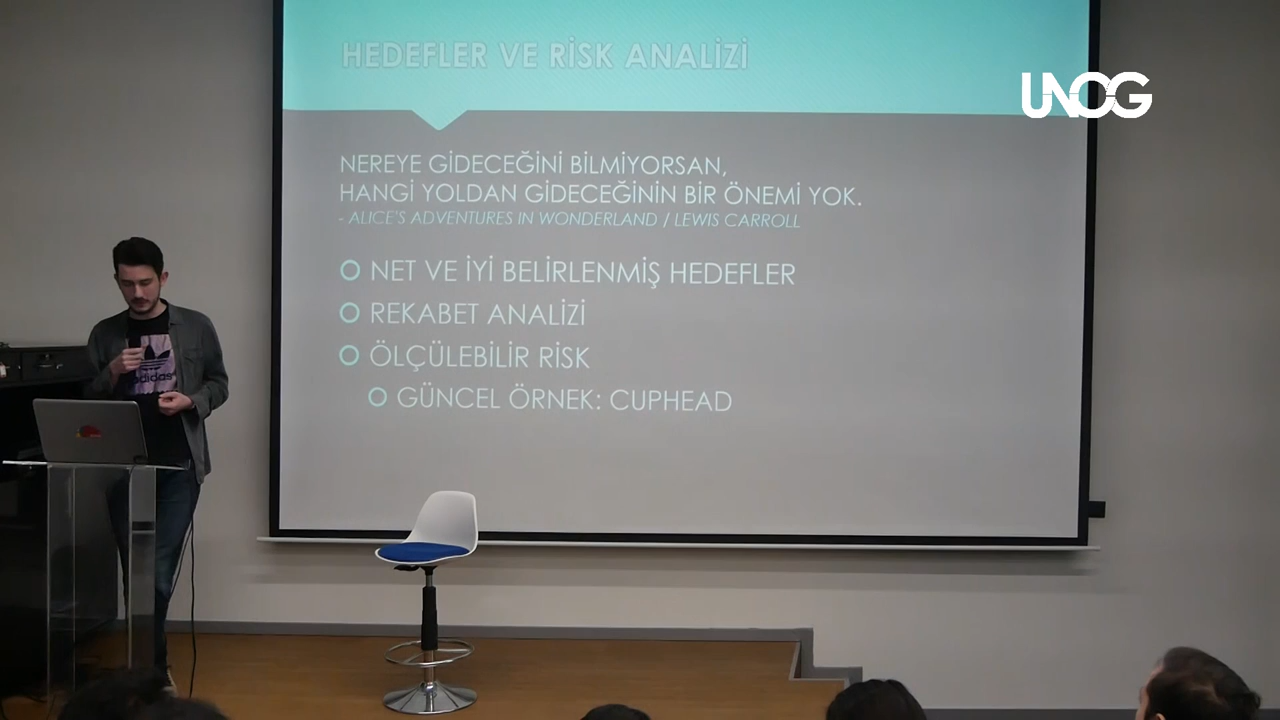 HEDEFLER VE RİSK ANALİZİ
UNOG
NEREYE GİDECEĞİNİ BİLMİYORSAN,
HANGİ YOLDAN GİDECEĞİNİN BİR ÖNEMİ YOK.
- ALICE'S ADVENTURES IN WONDERLAND / LEWIS CARROLL
NET VE İYİ BELİRLENMİŞ HEDEFLER
REKABET ANALİZİ
ÖLÇÜLEBİLİR RİSK
GÜNCEL ÖRNEK: CUPHEAD
adidas